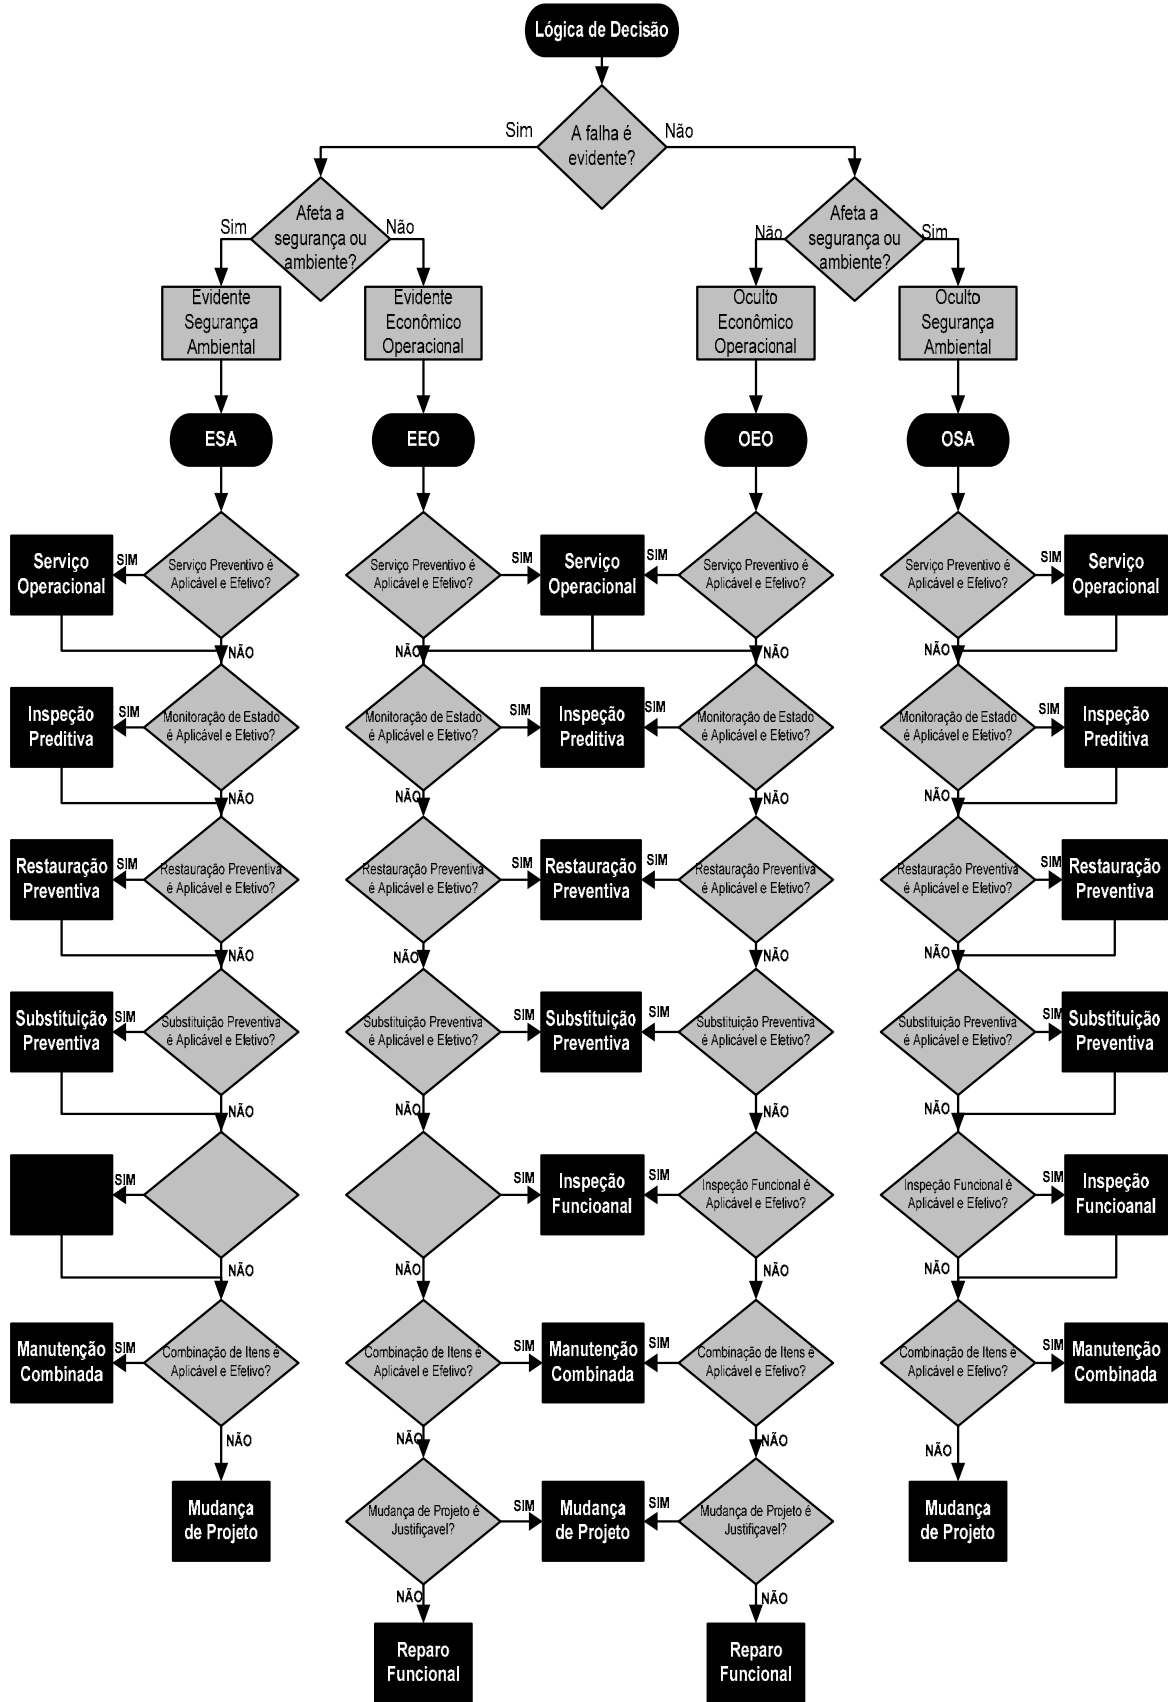 Lógica de Decisão
A falha é
evidente?
Sim
Não
Afeta a
segurança ou
ambiente?
Sim
Não
Afeta a
segurança ou
ambiente?
Não
Sim
Evidente
Segurança
Ambiental
Evidente
Econômico
Operacional
Oculto
Econômico
Operacional
Oculto
Segurança
Ambiental
ESA
EEO
OEO
OSA
Serviço
Operacional
SIM
Serviço Preventivo é
Aplicável e Efetivo?
Serviço Preventivo é
Aplicável e Efetivo?
SIM
Serviço
Operacional
SIM
Serviço Preventivo é
Aplicável e Efetivo?
Serviço Preventivo é
Aplicável e Efetivo?
SIM
Serviço
Operacional
NÃO
NÃO
NÃO
NÃO
Inspeção
Preditiva
SIM
Monitoração de Estado
é Aplicável e Efetivo?
Monitoração de Estado
é Aplicável e Efetivo?
SIM
Inspeção
Preditiva
SIM
Monitoração de Estado
é Aplicável e Efetivo?
Monitoração de Estado
é Aplicável e Efetivo?
SIM
Inspeção
Preditiva
NÃO
NÃO
NÃO
NÃO
Restauração
Preventiva
SIM
Restauração Preventiva
é Aplicável e Efetivo?
Restauração Preventiva
é Aplicável e Efetivo?
SIM
Restauração
Preventiva
SIM
Restauração Preventiva
é Aplicável e Efetivo?
Restauração Preventiva
é Aplicável e Efetivo?
SIM
Restauração
Preventiva
NÃO
NÃO
NÃO
NÃO
Substituição
Preventiva
SIM
Substituição Preventiva
é Aplicável e Efetivo?
Substituição Preventiva
é Aplicável e Efetivo?
SIM
Substituição
Preventiva
SIM
Substituição Preventiva
é Aplicável e Efetivo?
Substituição Preventiva
é Aplicável e Efetivo?
SIM
Substituição
Preventiva
NÃO
NÃO
NÃO
NÃO
SIM
SIM
Inspeção
Funcioanal
SIM
Inspeção Funcional é
Aplicável e Efetivo?
Inspeção Funcional é
Aplicável e Efetivo?
SIM
Inspeção
Funcioanal
NÃO
NÃO
NÃO
NÃO
Manutenção
Combinada
SIM
Combinação de Itens é
Aplicável e Efetivo?
Combinação de Itens é
Aplicável e Efetivo?
SIM
Manutenção
Combinada
SIM
Combinação de Itens é
Aplicável e Efetivo?
Combinação de Itens é
Aplicável e Efetivo?
SIM
Manutenção
Combinada
NÃO
NÃO
NÃO
NÃO
Mudança
de Projeto
Mudança de Projeto é
Justifiçavel?
SIM
Mudança
de Projeto
SIM
Mudança de Projeto é
Justifiçavel?
Mudança
de Projeto
NÃO
NÃO
Reparo
Funcional
Reparo
Funcional